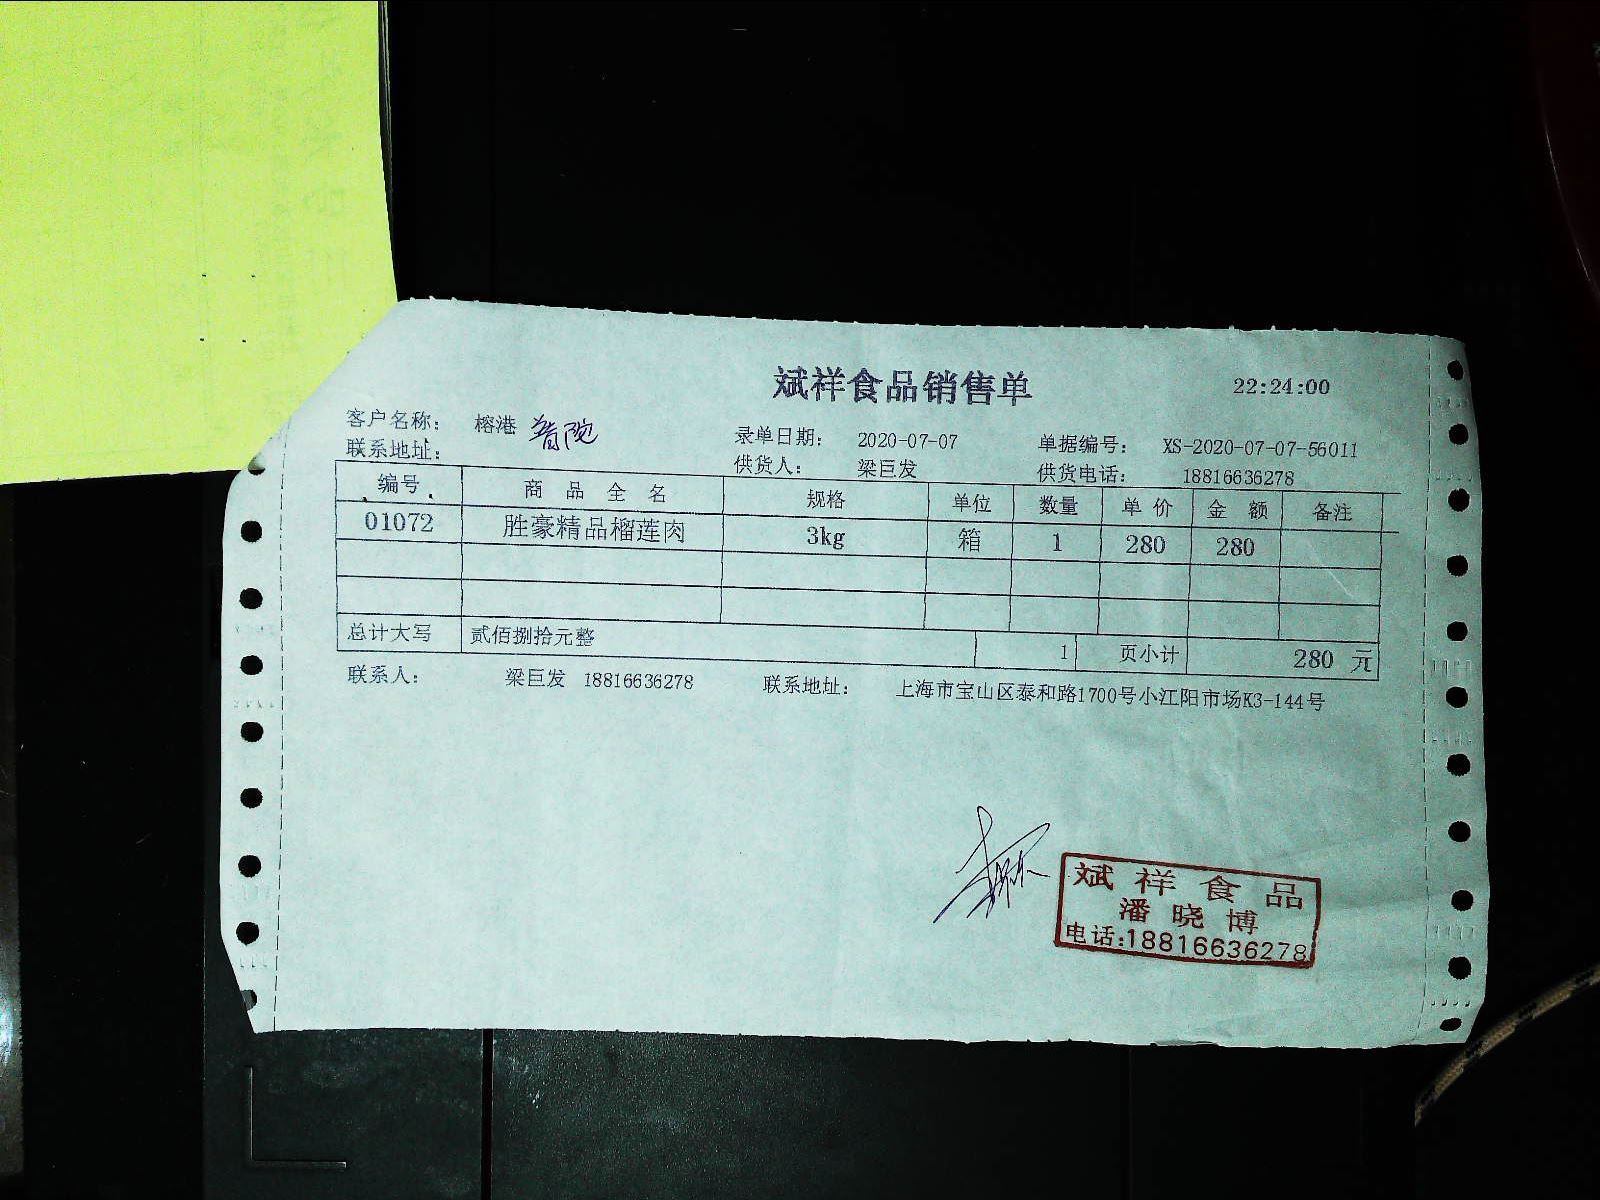 斌祥食品销售单 22:24:00
客户名称： 榕港 普陀 录单日期： 2020-07-07 单据编号： XS-2020-07-07-56011
联系地址： 供货人： 梁巨发 供货电话： 18816636278
编号 商品全名 规格 单位 数量 单价 金额 备注
01072 胜豪精品榴莲肉 3kg 箱 1 280 280
总计大写 贰佰捌拾元整 1 页小计 280 元
联系人： 梁巨发 18816636278 联系地址： 上海市宝山区泰和路1700号小江阳市场K3-144号
斌祥食品
潘晓博
电话:18816636278